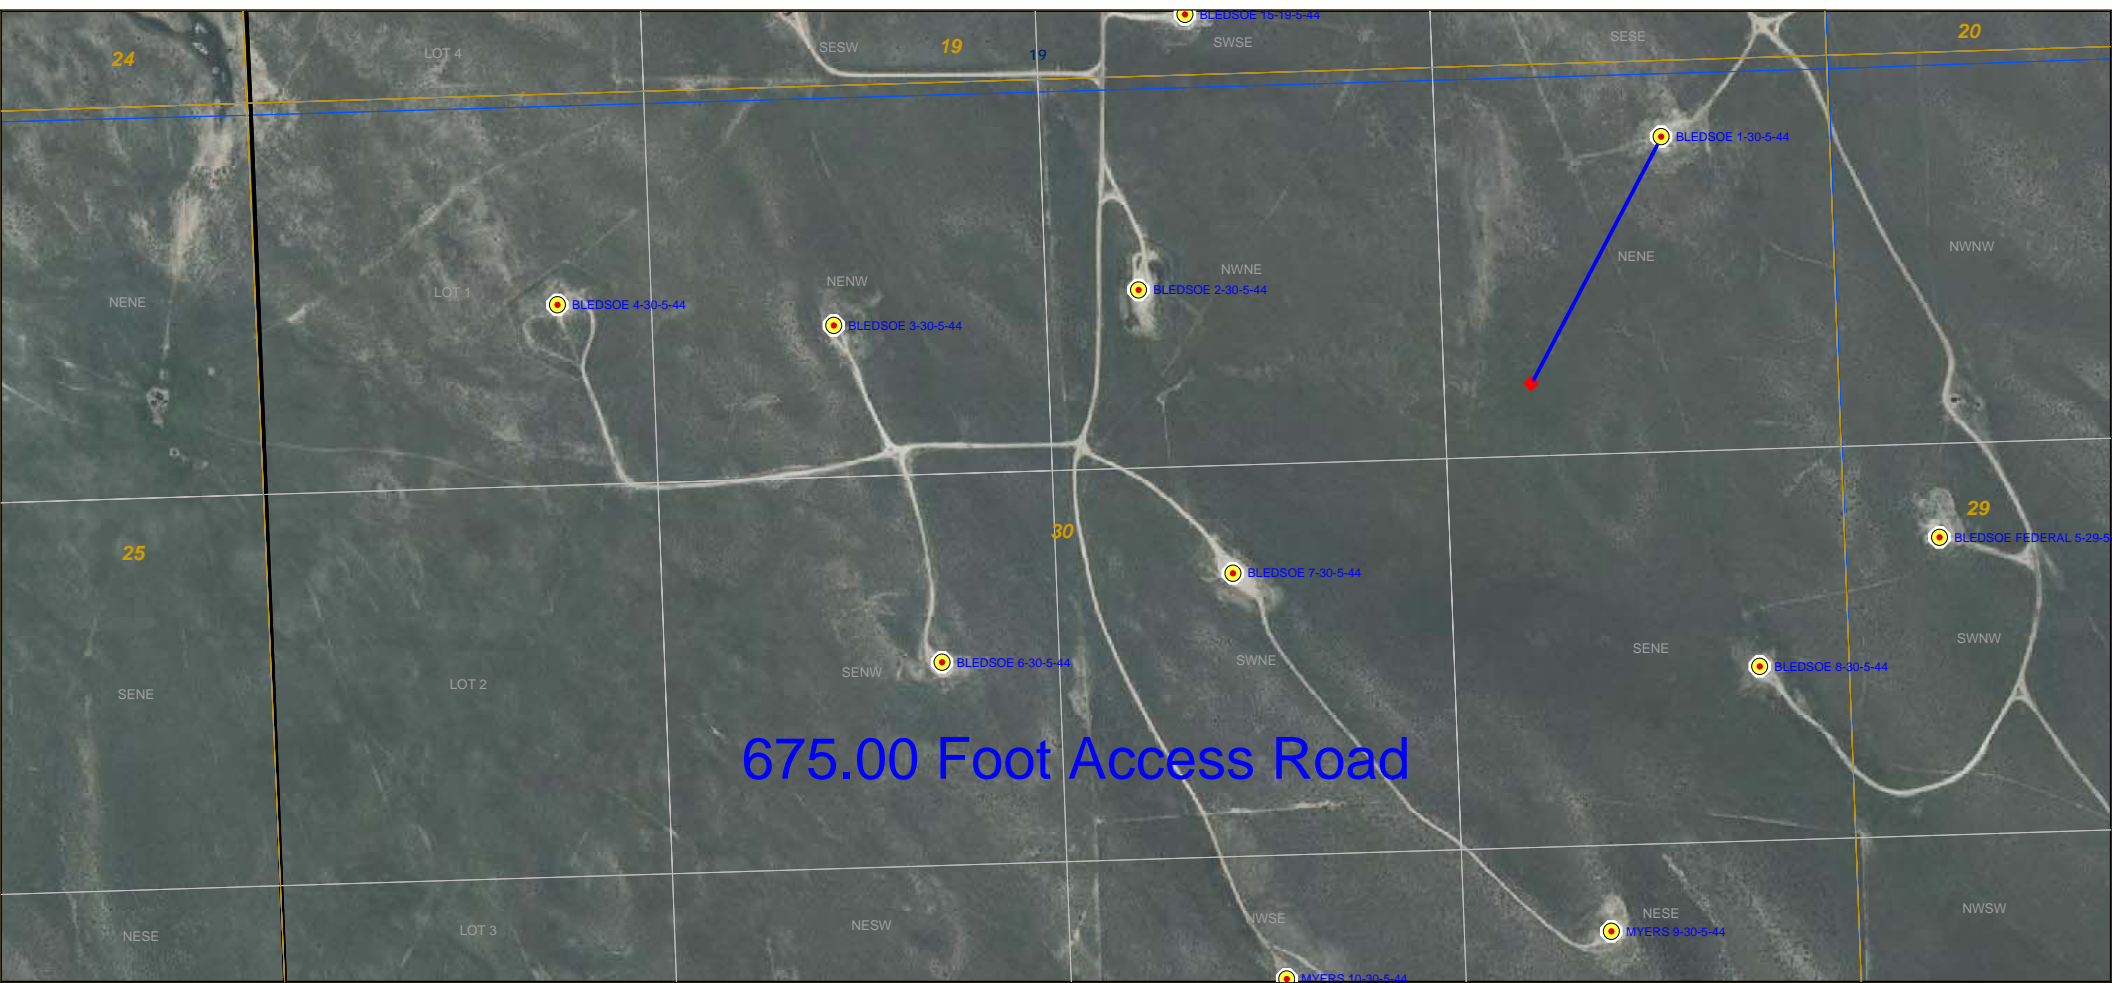 BLEDSOE 15-19-5-44
20
SESE
SWSE
19
SESW
19
LOT 4
24
BLEDSOE 1-30-5-44
NWNW
NENE
NWNE
NENW
LOT 1
NENE
BLEDSOE 2-30-5-44
BLEDSOE 4-30-5-44
BLEDSOE 3-30-5-44
29
30
BLEDSOE FEDERAL 5-29-5
25
BLEDSOE 7-30-5-44
SWNW
SENE
SWNE
BLEDSOE 6-30-5-44
BLEDSOE 8-30-5-44
SENW
LOT 2
SENE
675.00 Foot Access Road
NWSW
NESE
NWSE
NESW
LOT 3
NESE
MYERS 9-30-5-44
MYERS 10-30-5-44